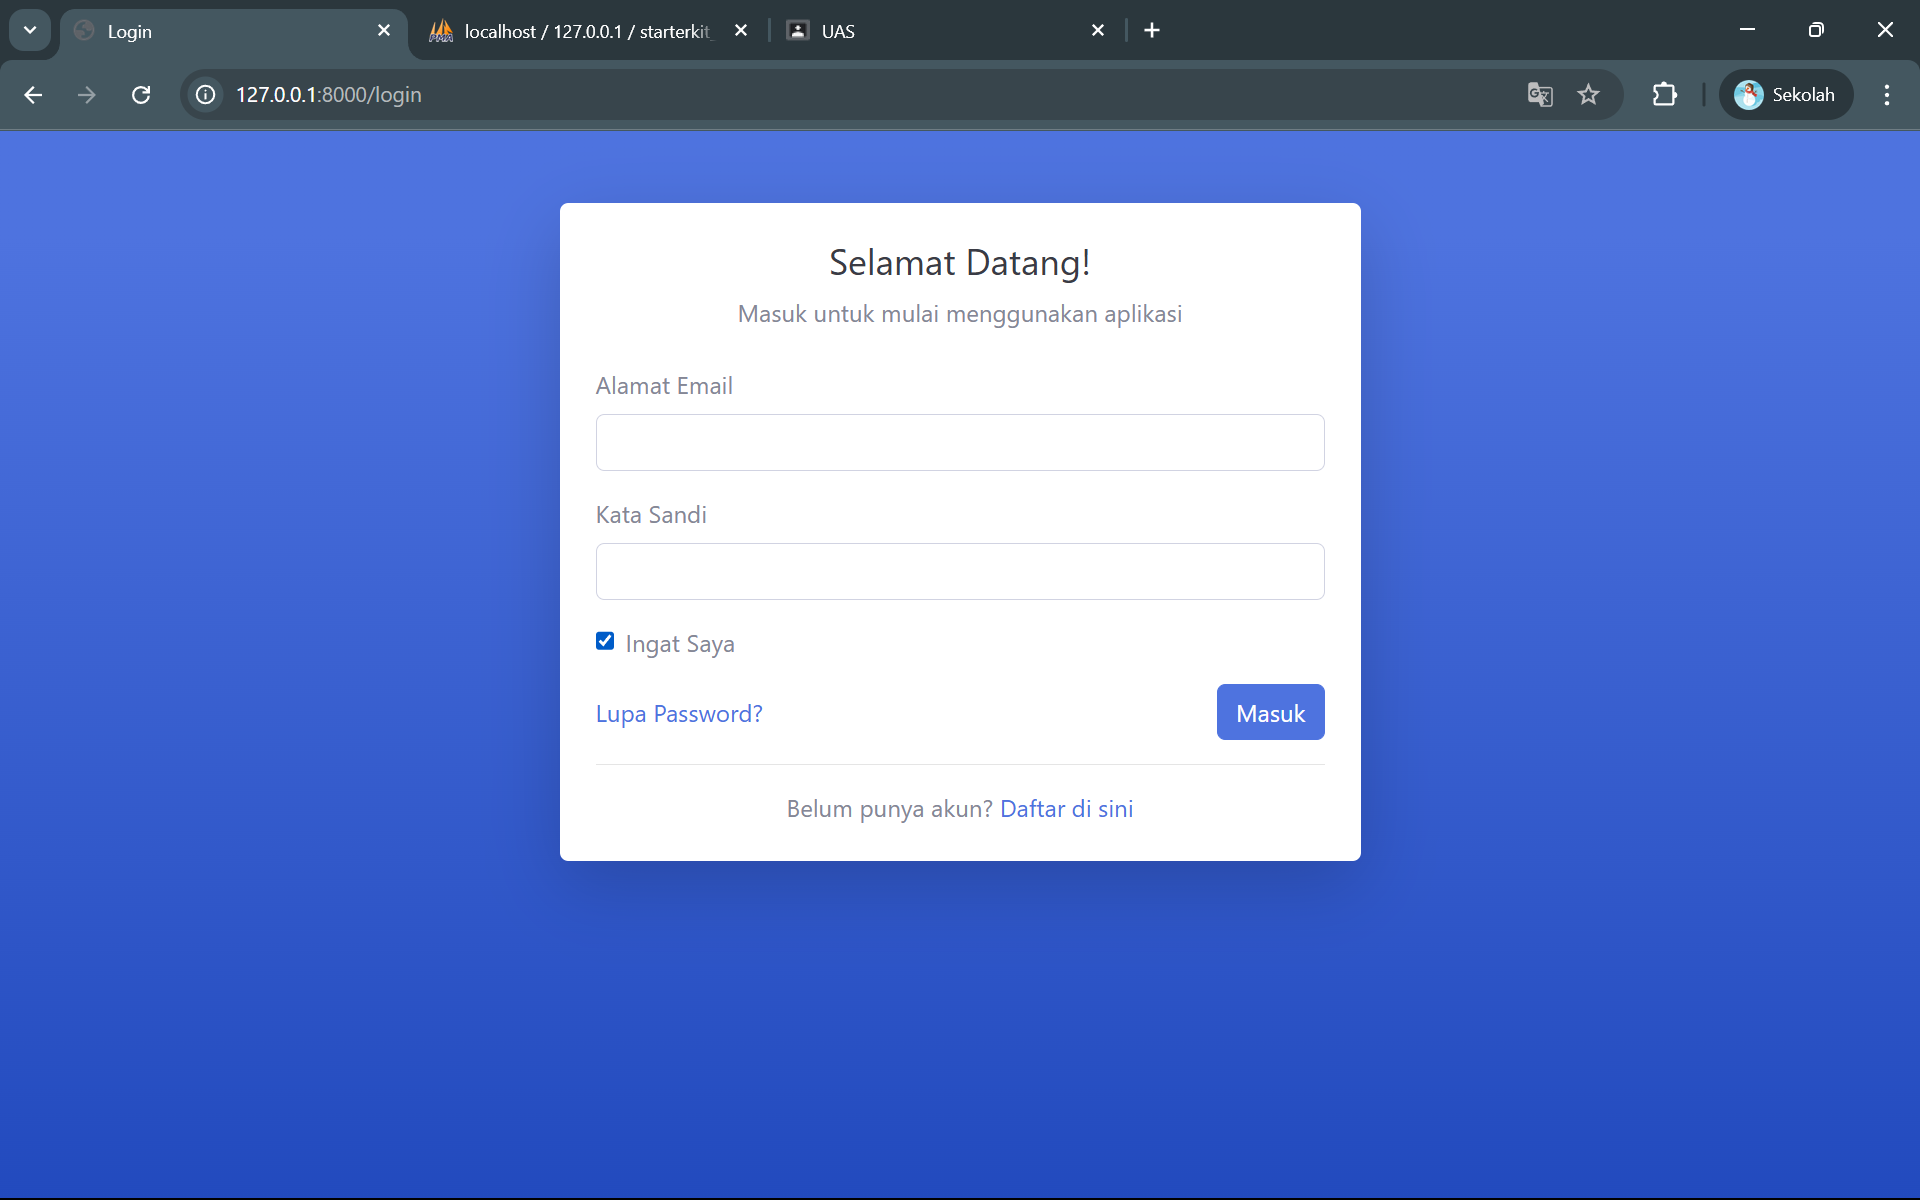 Login
localhost / 127.0.0.1 / starterkit_
UAS
127.0.0.1:8000/login
Sekolah
Selamat Datang!
Masuk untuk mulai menggunakan aplikasi
Alamat Email
Kata Sandi
Ingat Saya
Lupa Password?
Masuk
Belum punya akun? Daftar di sini